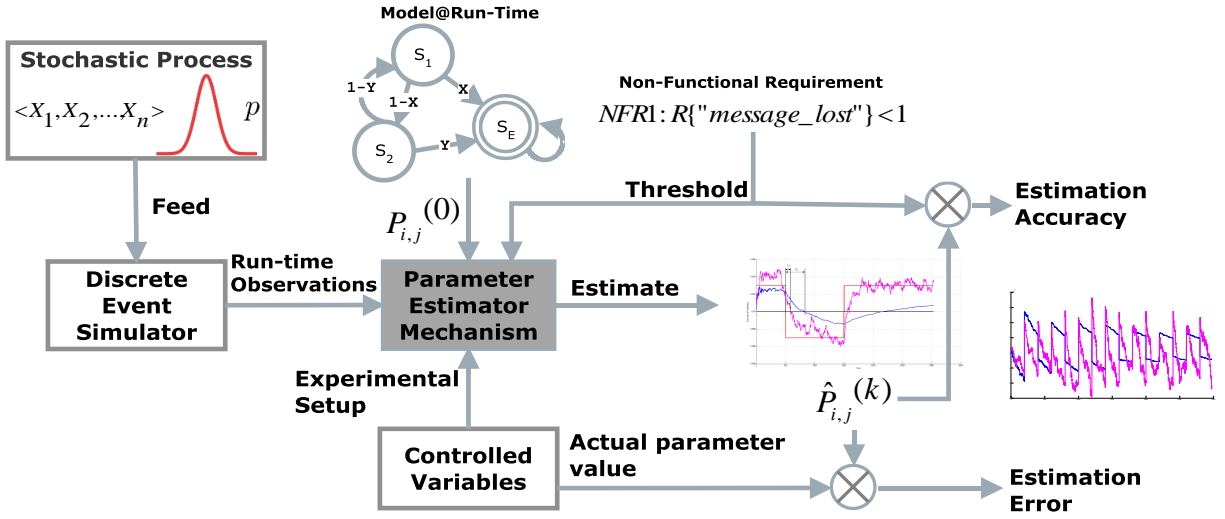 Model@Run-Time
Stochastic Process
<X1,X2,...,Xn>
p
S1
1-Y
1-X
X
S2
Y
SE
Non-Functional Requirement
NFR1: R{"message_lost"}<1
Feed
Pi,j(0)
Threshold
Estimation
Accuracy
Discrete
Event
Simulator
Run-time
Observations
Parameter
Estimator
Mechanism
Estimate
Experimental
Setup
P̂i,j(k)
Controlled
Variables
Actual parameter
value
Estimation
Error